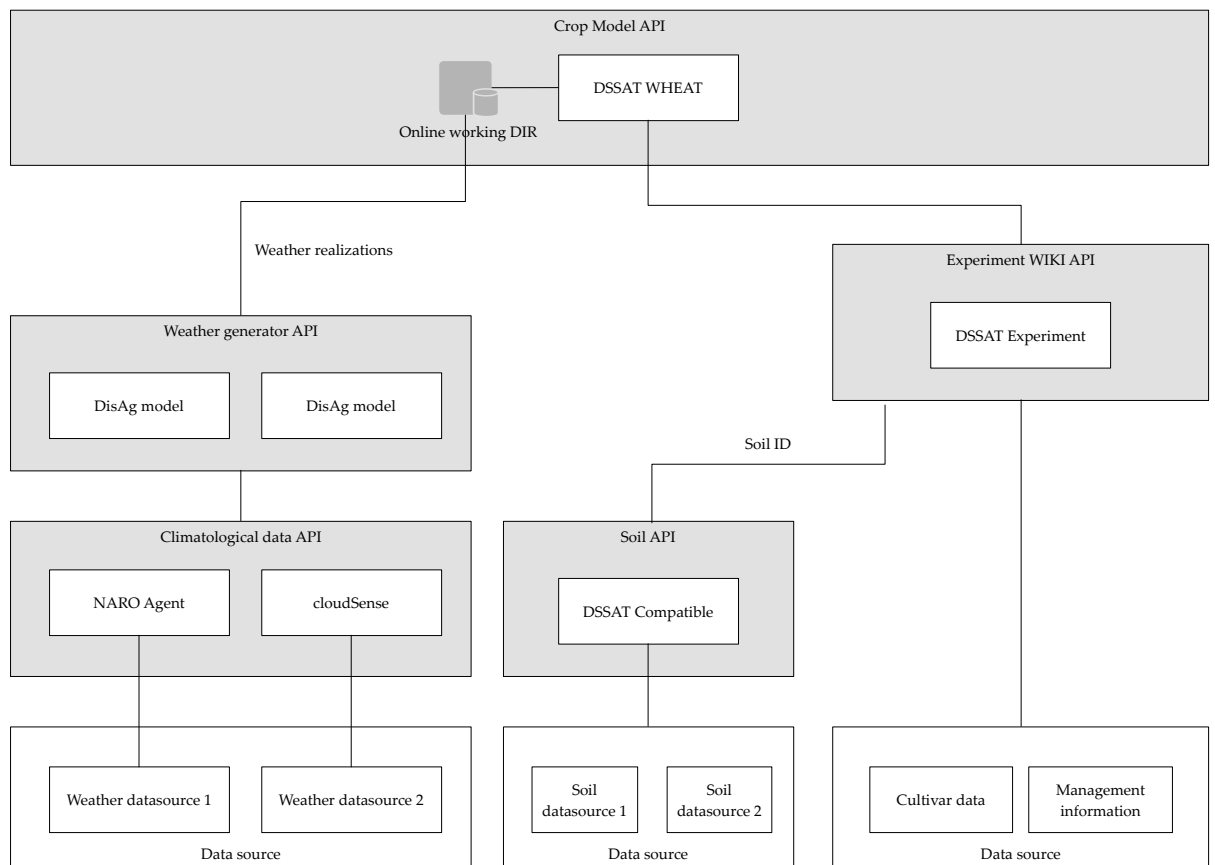 Crop Model API
DSSAT WHEAT
Online working DIR
Weather realizations
Experiment WIKI API
DSSAT Experiment
Weather generator API
DisAg model
DisAg model
Soil ID
Climatological data API
NARO Agent
cloudSense
Soil API
DSSAT Compatible
Weather datasource 1
Weather datasource 2
Data source
Soil
datasource 1
Soil
datasource 2
Data source
Cultivar data
Management
information
Data source